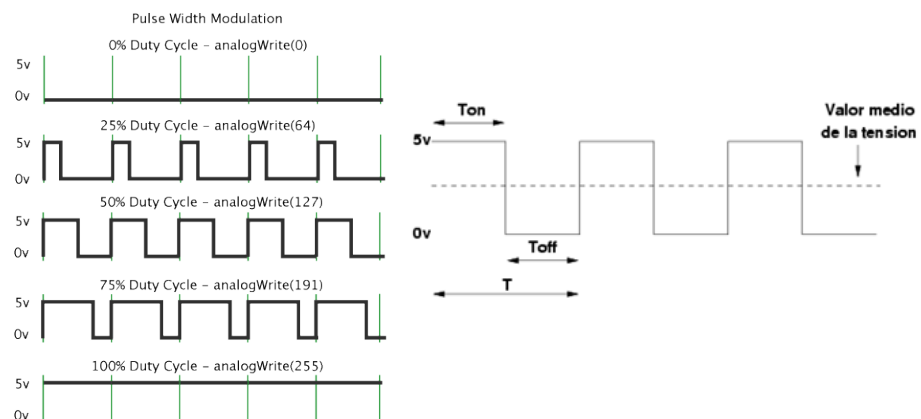 Pulse Width Modulation
0% Duty Cycle - analogWrite(0)
5v
0v
25% Duty Cycle - analogWrite(64)
5v
0v
50% Duty Cycle - analogWrite(127)
5v
0v
75% Duty Cycle - analogWrite(191)
5v
0v
100% Duty Cycle - analogWrite(255)
5v
0v
Ton
Valor medio
de la tension
5v
0v
Toff
T